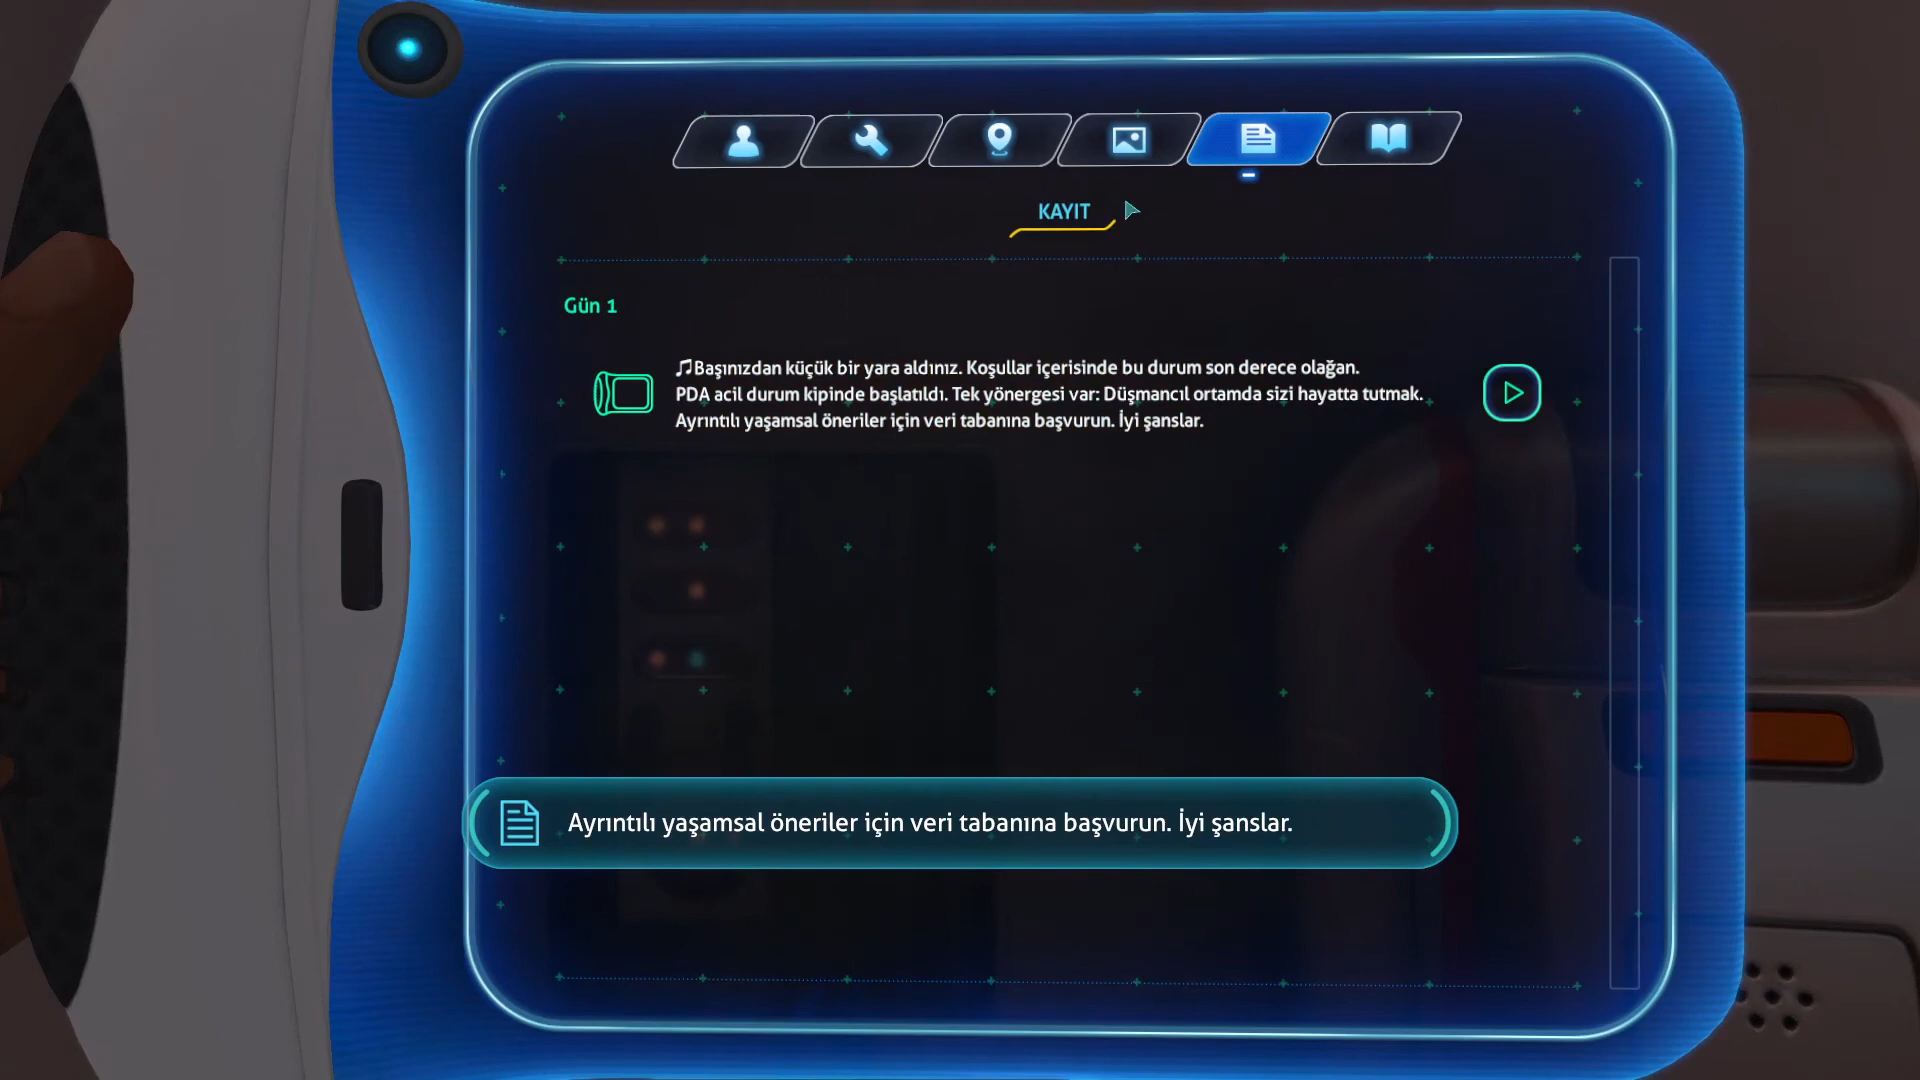 KAYIT
Gün 1
♫Başınızdan küçük bir yara aldınız. Koşullar içerisinde bu durum son derece olağan.
PDA acil durum kipinde başlatıldı. Tek yönergesi var: Düşmancıl ortamda sizi hayatta tutmak.
Ayrıntılı yaşamsal öneriler için veri tabanına başvurun. İyi şanslar.
Ayrıntılı yaşamsal öneriler için veri tabanına başvurun. İyi şanslar.